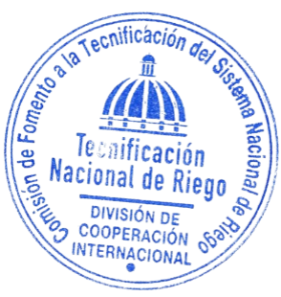 Comisión de Fomento a la Tecnificación del Sistema Nacional de Riego
Tecnificación
Nacional de Riego
DIVISIÓN DE
COOPERACIÓN
INTERNACIONAL